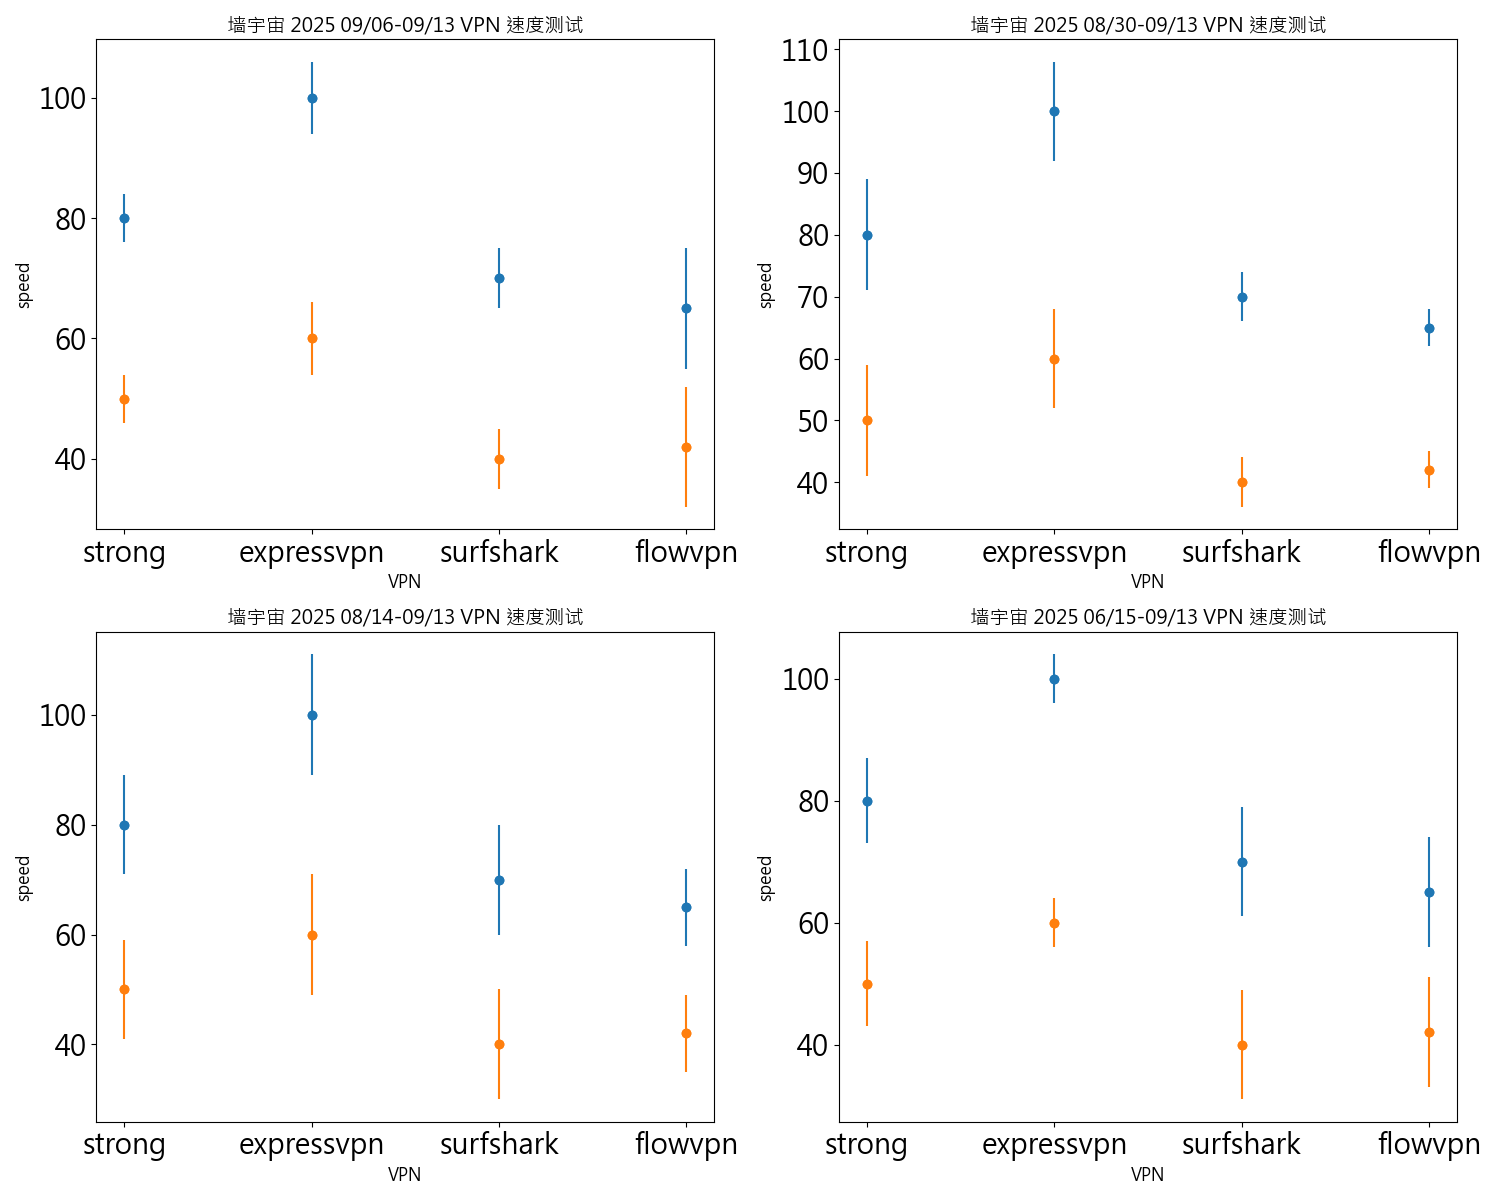 墙宇宙 2025 09/06-09/13 VPN 速度测试
100
80
60
40
speed
strong expressvpn surfshark flowvpn
VPN
墙宇宙 2025 08/30-09/13 VPN 速度测试
110
100
90
80
70
60
50
40
speed
strong expressvpn surfshark flowvpn
VPN
墙宇宙 2025 08/14-09/13 VPN 速度测试
100
80
60
40
speed
strong expressvpn surfshark flowvpn
VPN
墙宇宙 2025 06/15-09/13 VPN 速度测试
100
80
60
40
speed
strong expressvpn surfshark flowvpn
VPN